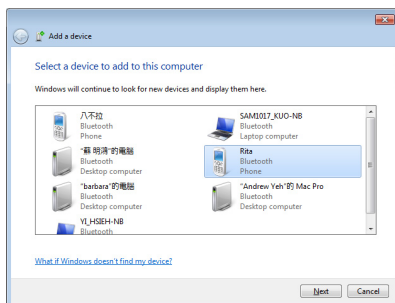 Add a device
Select a device to add to this computer
Windows will continue to look for new devices and display them here.
八不拉
Bluetooth
Phone
SAM1017_KUO-NB
Bluetooth
Laptop computer
"蘇 明鴻"的電腦
Bluetooth
Desktop computer
Rita
Bluetooth
Phone
"barbara"的電腦
Bluetooth
Desktop computer
"Andrew Yeh"的 Mac Pro
Bluetooth
Desktop computer
YI_HSIEH-NB
Bluetooth
What if Windows doesn't find my device?
Next
Cancel